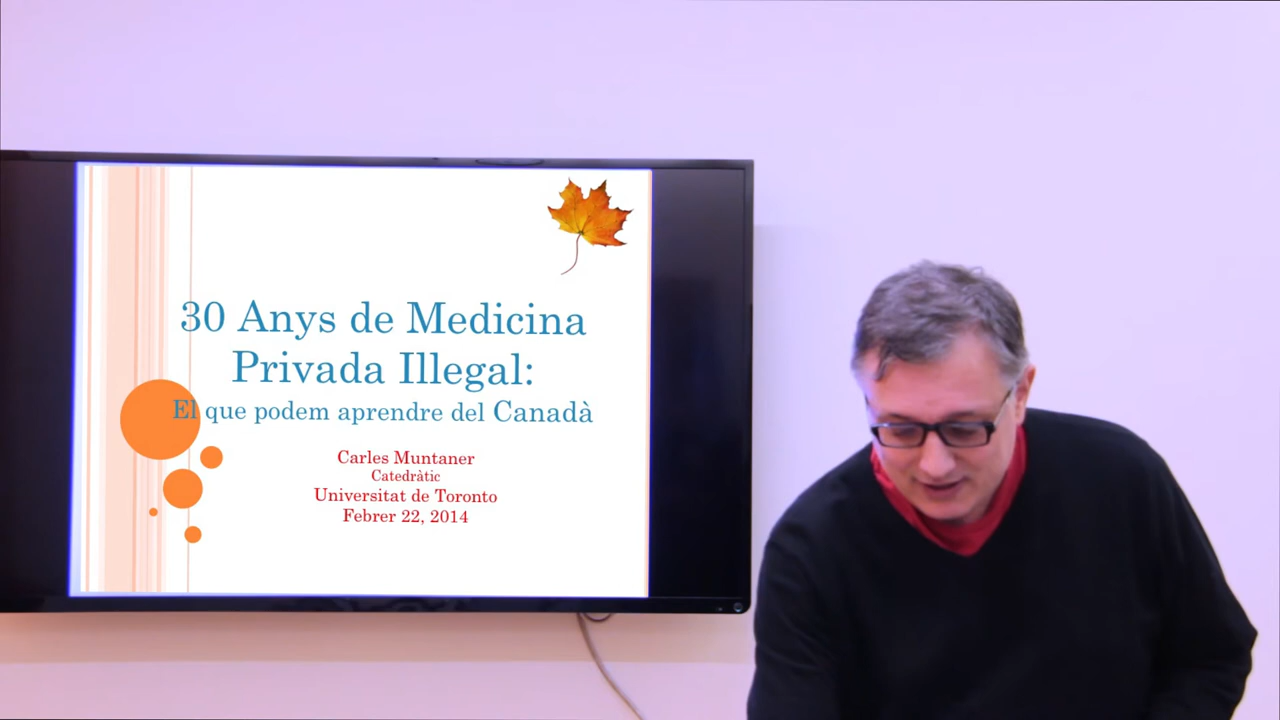 30 Anys de Medicina
Privada Illegal:
El que podem aprendre del Canadà
Carles Muntaner
Catedràtic
Universitat de Toronto
Febrer 22, 2014